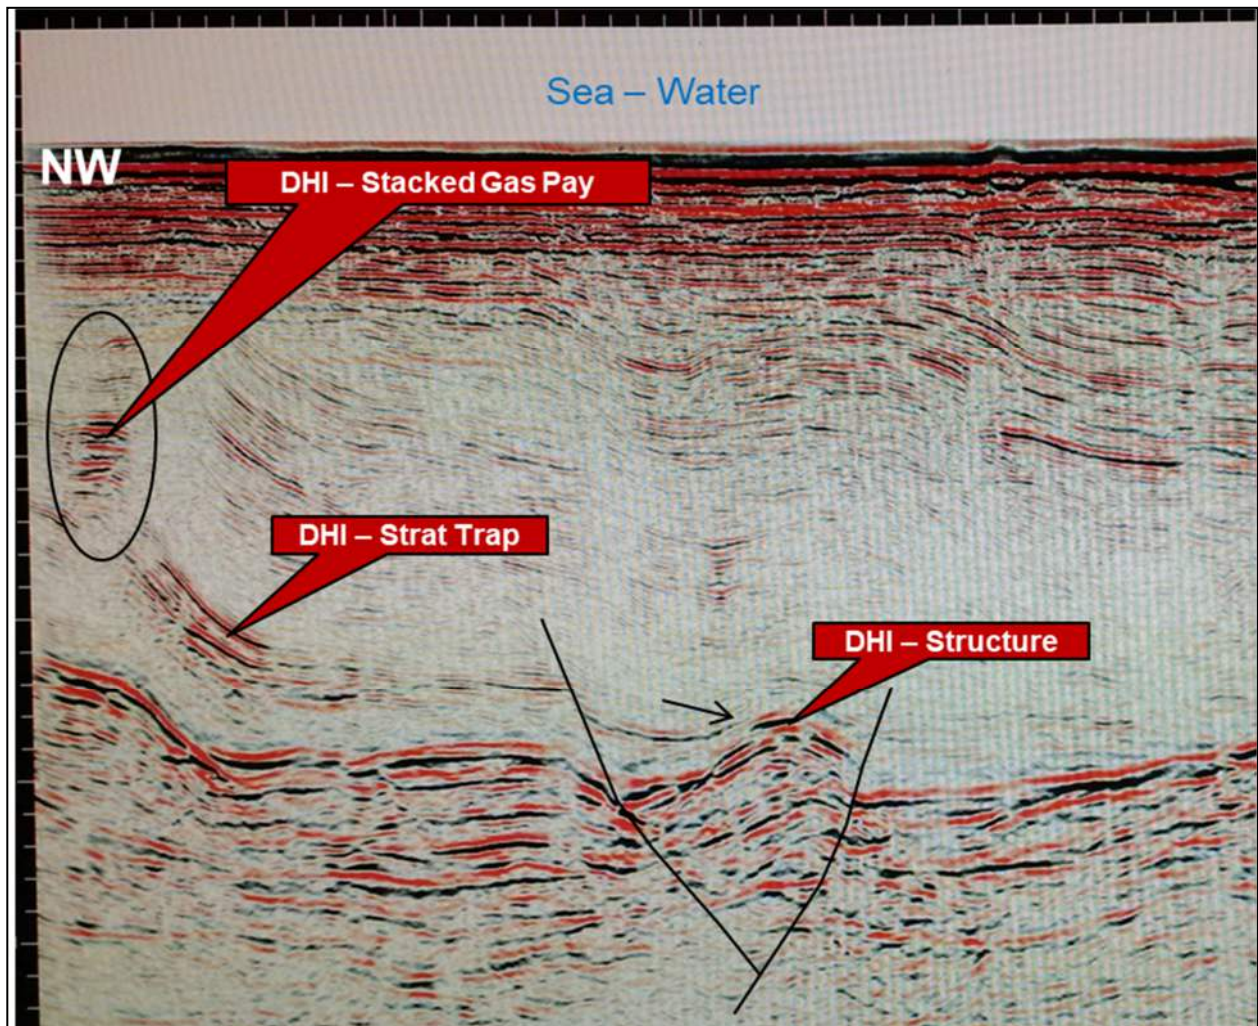 Sea – Water
NW
DHI – Stacked Gas Pay
DHI – Strat Trap
DHI – Structure